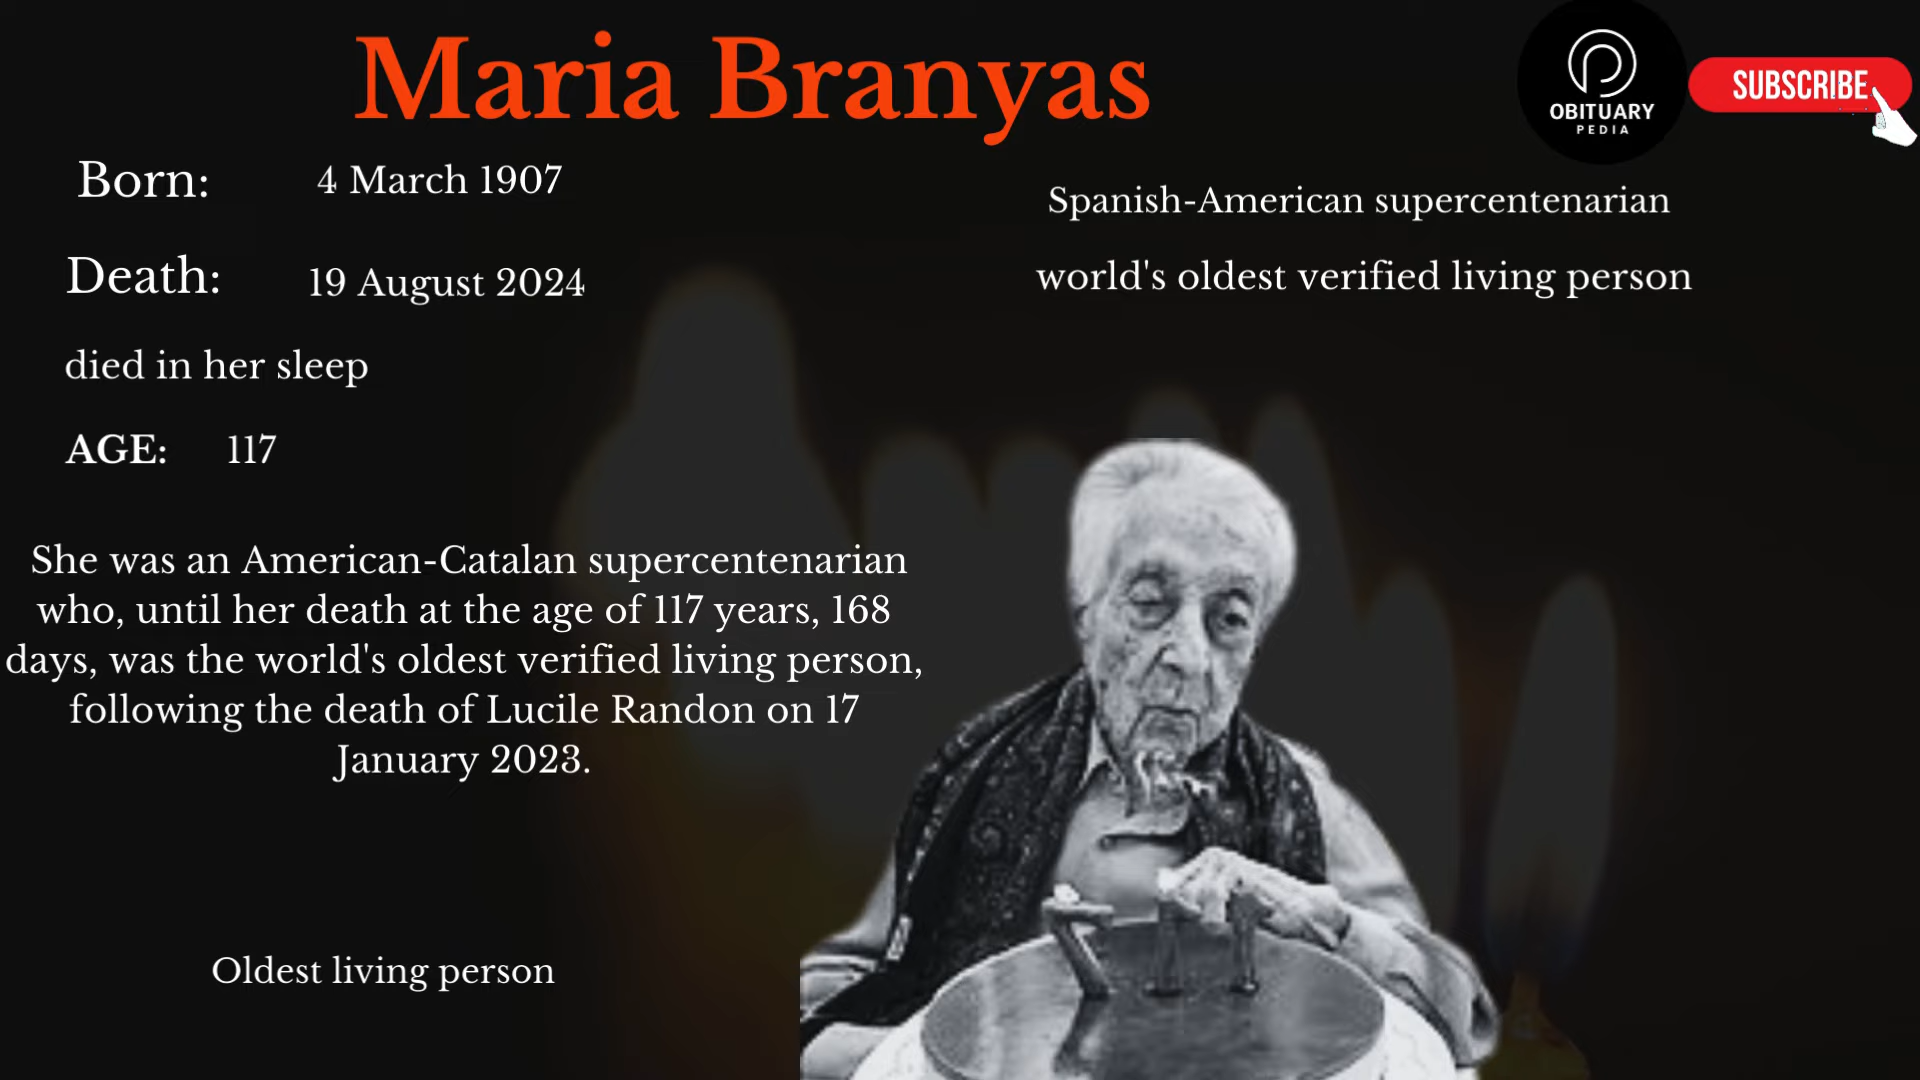 Maria Branyas
OBITUARY
PEDIA
SUBSCRIBE
Born: 4 March 1907
Death: 19 August 2024
died in her sleep
AGE: 117
Spanish-American supercentenarian
world's oldest verified living person
She was an American-Catalan supercentenarian
who, until her death at the age of 117 years, 168
days, was the world's oldest verified living person,
following the death of Lucile Randon on 17
January 2023.
Oldest living person